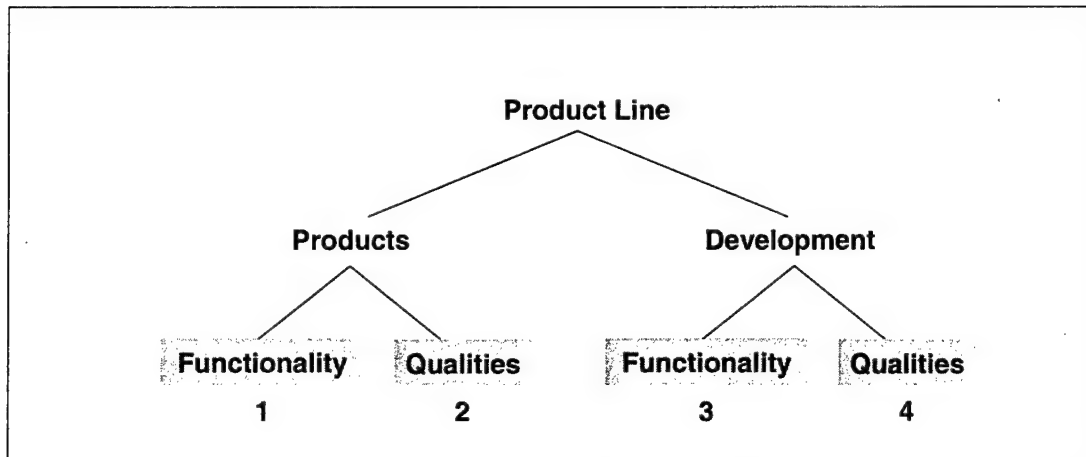 Product Line
Products Development
Functionality Qualities Functionality Qualities
1 2 3 4